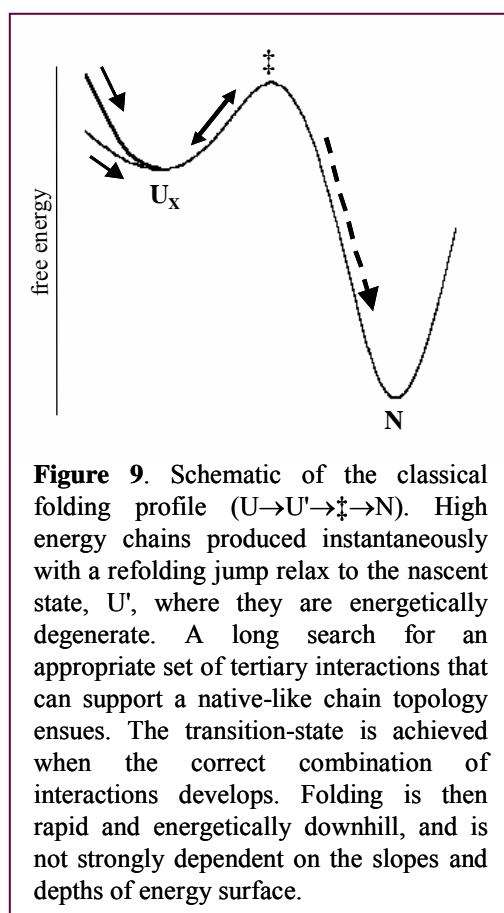 ‡
U_X
free energy
N
Figure 9. Schematic of the classical
folding profile (U→U'→‡→N). High
energy chains produced instantaneously
with a refolding jump relax to the nascent
state, U', where they are energetically
degenerate. A long search for an
appropriate set of tertiary interactions that
can support a native-like chain topology
ensues. The transition-state is achieved
when the correct combination of
interactions develops. Folding is then
rapid and energetically downhill, and is
not strongly dependent on the slopes and
depths of energy surface.